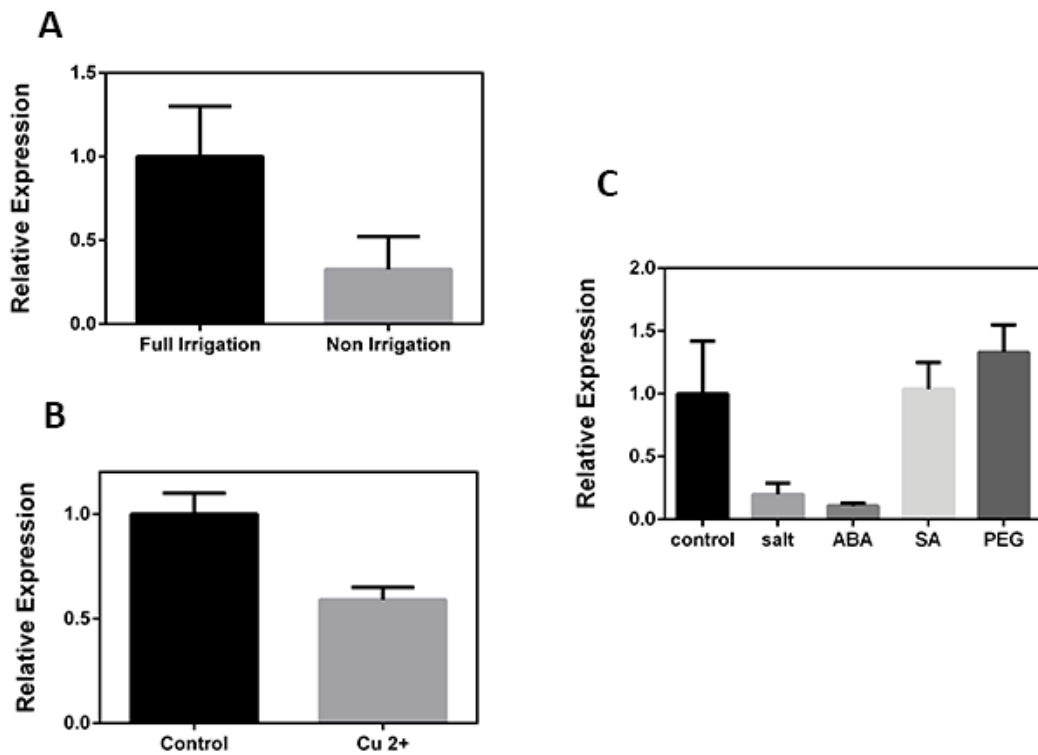 A
Relative Expression
1.5
1.0
0.5
0.0
Full Irrigation Non Irrigation
B
Relative Expression
1.0
0.5
0.0
Control Cu 2+
C
Relative Expression
2.0
1.5
1.0
0.5
0.0
control salt ABA SA PEG